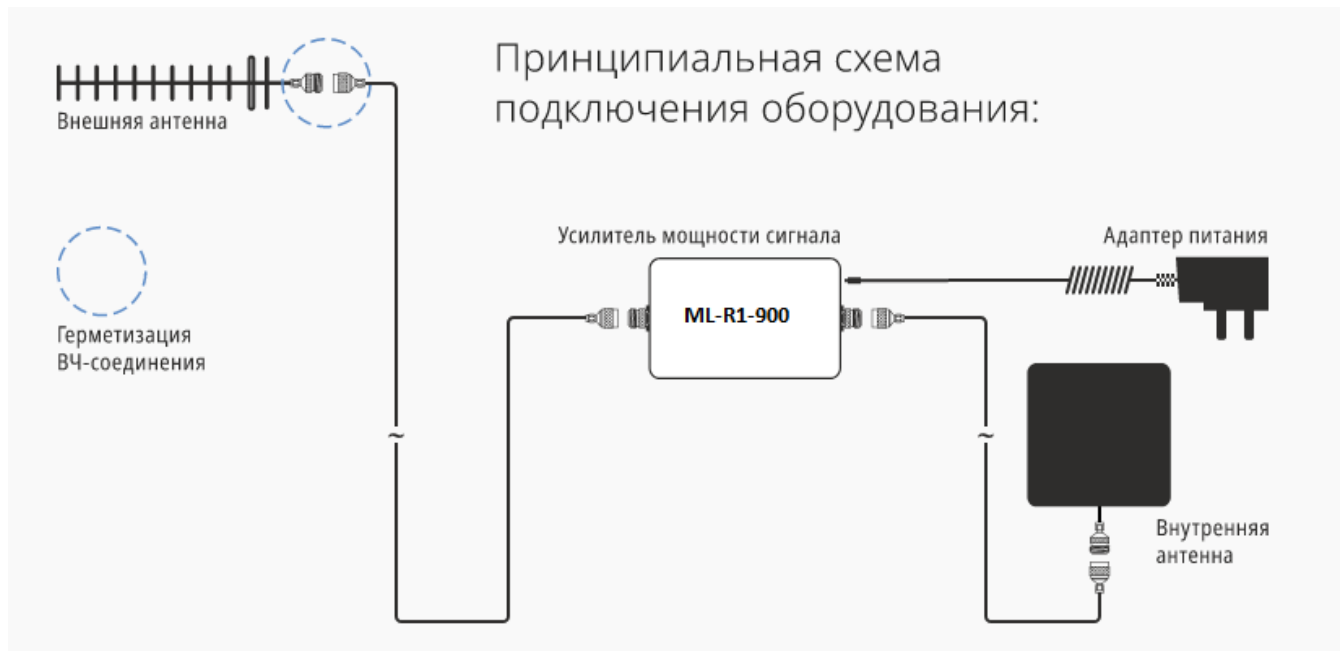 Принципиальная схема
подключения оборудования:
Внешняя антенна
Усилитель мощности сигнала
Адаптер питания
ML-R1-900
Герметизация
ВЧ-соединения
Внутренняя
антенна